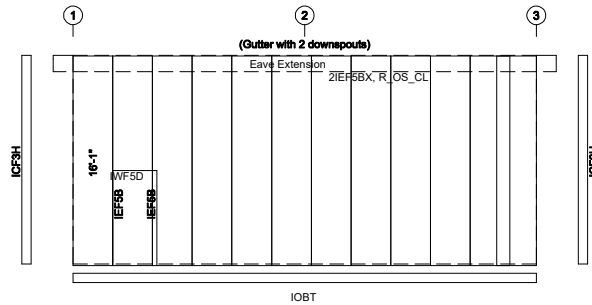 1
2
3
(Gutter with 2 downspouts)
Eave Extension
2IEF5BX, R_OS_CL
ICF3H
16'-1"
IWF5D
IEF5B
IEF5B
IOBT